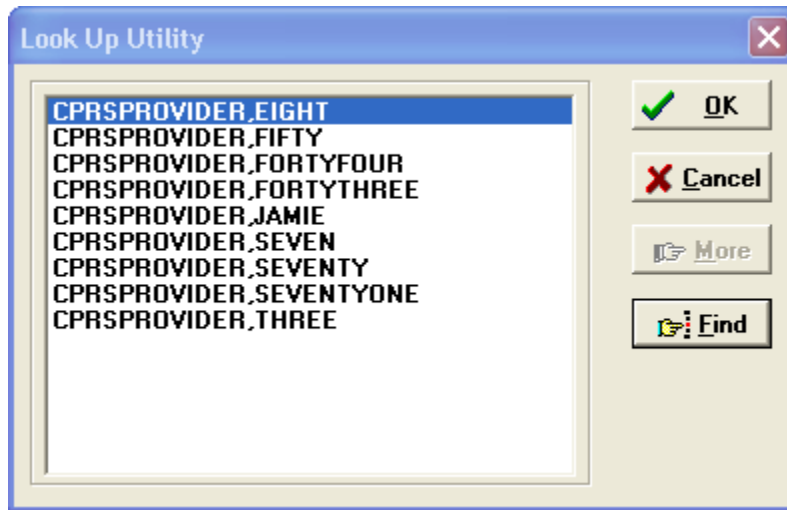 Look Up Utility
CPRSPROVIDER,EIGHT
CPRSPROVIDER,FIFTY
CPRSPROVIDER,FORTYFOUR
CPRSPROVIDER,FORTYTHREE
CPRSPROVIDER,JAMIE
CPRSPROVIDER,SEVEN
CPRSPROVIDER,SEVENTY
CPRSPROVIDER,SEVENTYONE
CPRSPROVIDER,THREE
OK
Cancel
More
Find